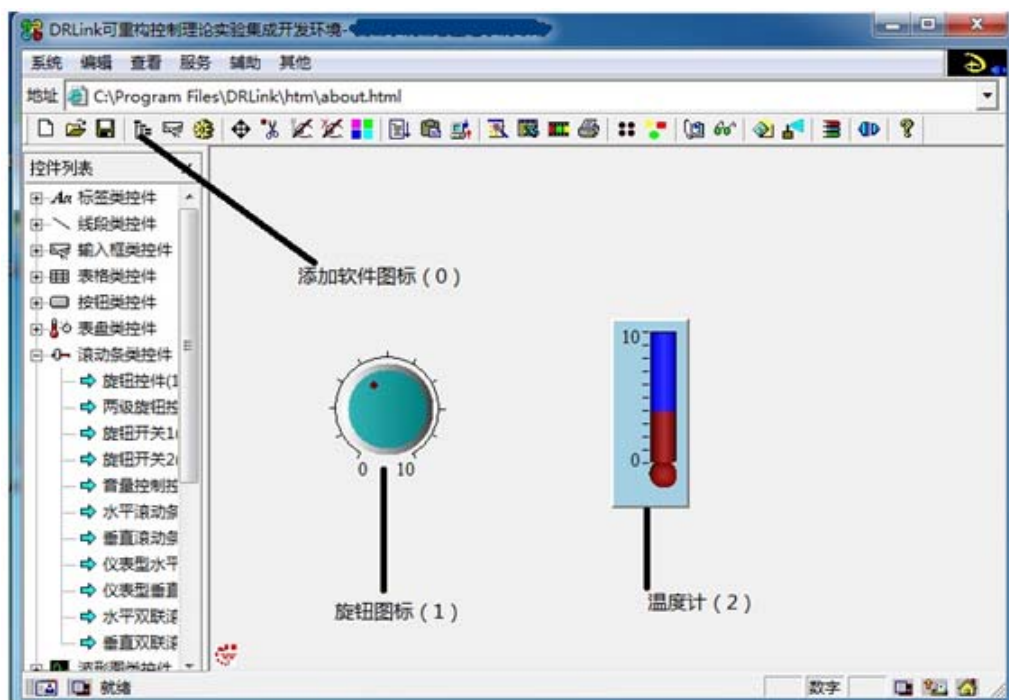 DRLink可重构控制理论实验集成开发环境-
系统 编辑 查看 服务 辅助 其他
地址 C:\Program Files\DRLink\htm\about.html
控件列表
Aa 标签类控件
线段类控件
输入框类控件
表格类控件
按钮类控件
表盘类控件
滚动条类控件
旋钮控件(1
两级旋钮控
旋钮开关1(
旋钮开关2(
音量控制控
水平滚动条
垂直滚动条
仪表型水平
仪表型垂直
水平双联滚
垂直双联滚
波形图类控件
添加软件图标（0）
0 10
旋钮图标（1）
10
0
温度计（2）
就绪
数字